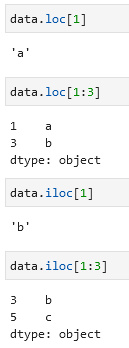 data.loc[1]
'a'
data.loc[1:3]
1    a
3    b
dtype: object
data.iloc[1]
'b'
data.iloc[1:3]
3    b
5    c
dtype: object